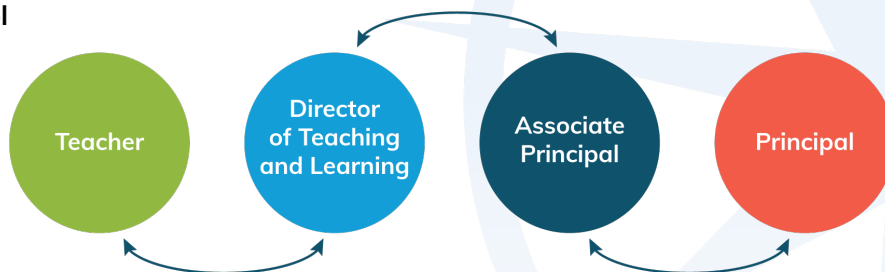 Teacher
Director
of Teaching
and Learning
Associate
Principal
Principal